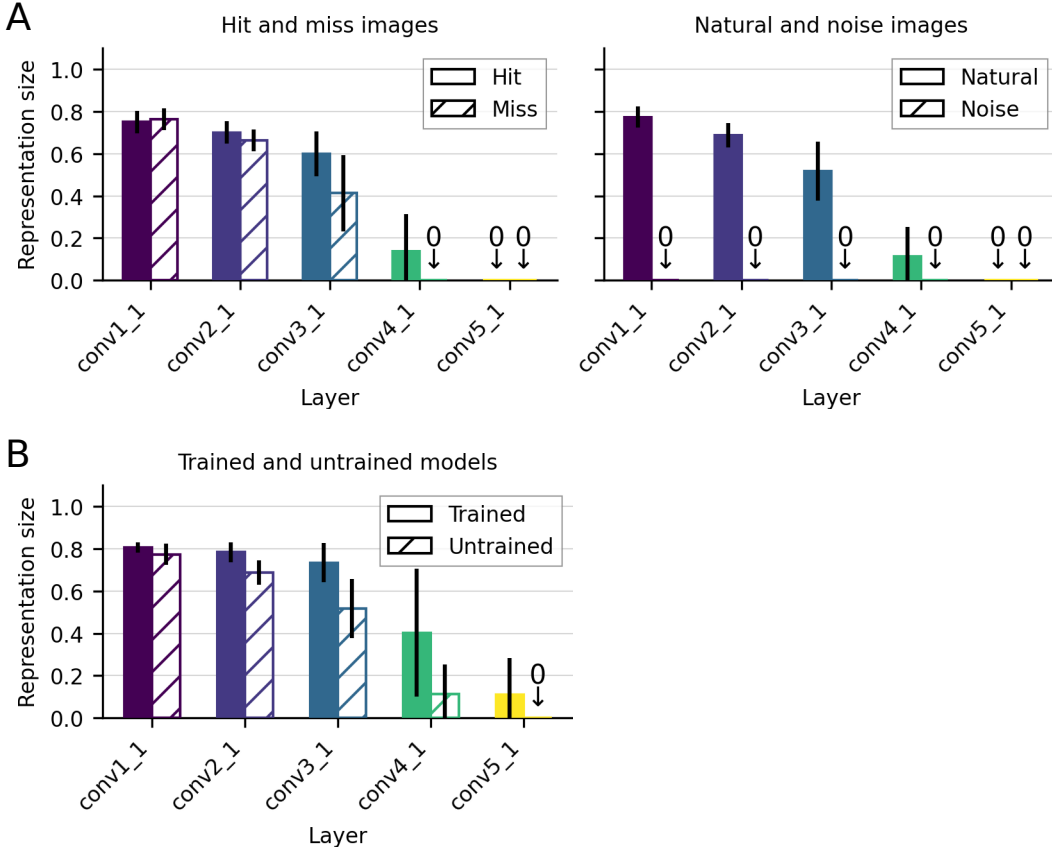 A
Hit and miss images
Representation size
1.0
0.8
0.6
0.4
0.2
0.0
Hit
Miss
0
0 0
conv1_1
conv2_1
conv3_1
conv4_1
conv5_1
Layer
Natural and noise images
Natural
Noise
0
0
0
0
0 0
conv1_1
conv2_1
conv3_1
conv4_1
conv5_1
Layer
B
Trained and untrained models
Representation size
1.0
0.8
0.6
0.4
0.2
0.0
Trained
Untrained
0
conv1_1
conv2_1
conv3_1
conv4_1
conv5_1
Layer